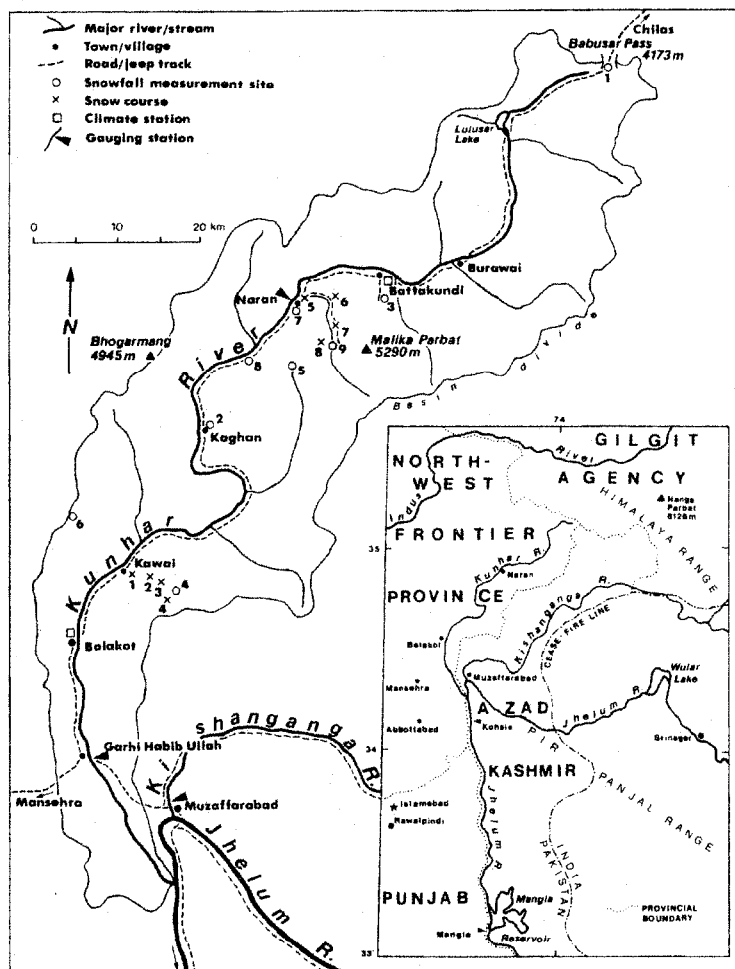 Major river/stream
Town/village
Road/jeep track
Snowfall measurement site
Snow course
Climate station
Gauging station
0 10 20 km
N
Chilas
Babusar Pass
4173m
1
Lulusar
Lake
Burawai
Battakundi
3
Naran
5
6
7
7
8
9
Malika Parbat
5290m
Bhogarmang
4945m
8
5
River
2
Kaghan
Basin divide
6
Kunhar
Kawai
1
2
3
4
4
Balakot
Garhi Habib Ullah
Mansehra
Kishanganga R.
Muzaffarabad
Jhelum R.
74
GILGIT
River
AGENCY
NORTH-
WEST
Indus
Nanga
Parbat
8126m
HIMALAYA RANGE
35
FRONTIER
Kunhar R.
Naran
PROVINCE
Kishanganga R.
CEASE FIRE LINE
Balakot
Wular
Lake
Mansehra
Muzaffarabad
AZAD
Jhelum R.
Abbottabad
Kohala
Srinagar
34
PIR
PANJAL RANGE
KASHMIR
Islamabad
Rawalpindi
Jhelum R
INDIA
PAKISTAN
PUNJAB
Mangla
PROVINCIAL
BOUNDARY
Mangla
Reservoir
33